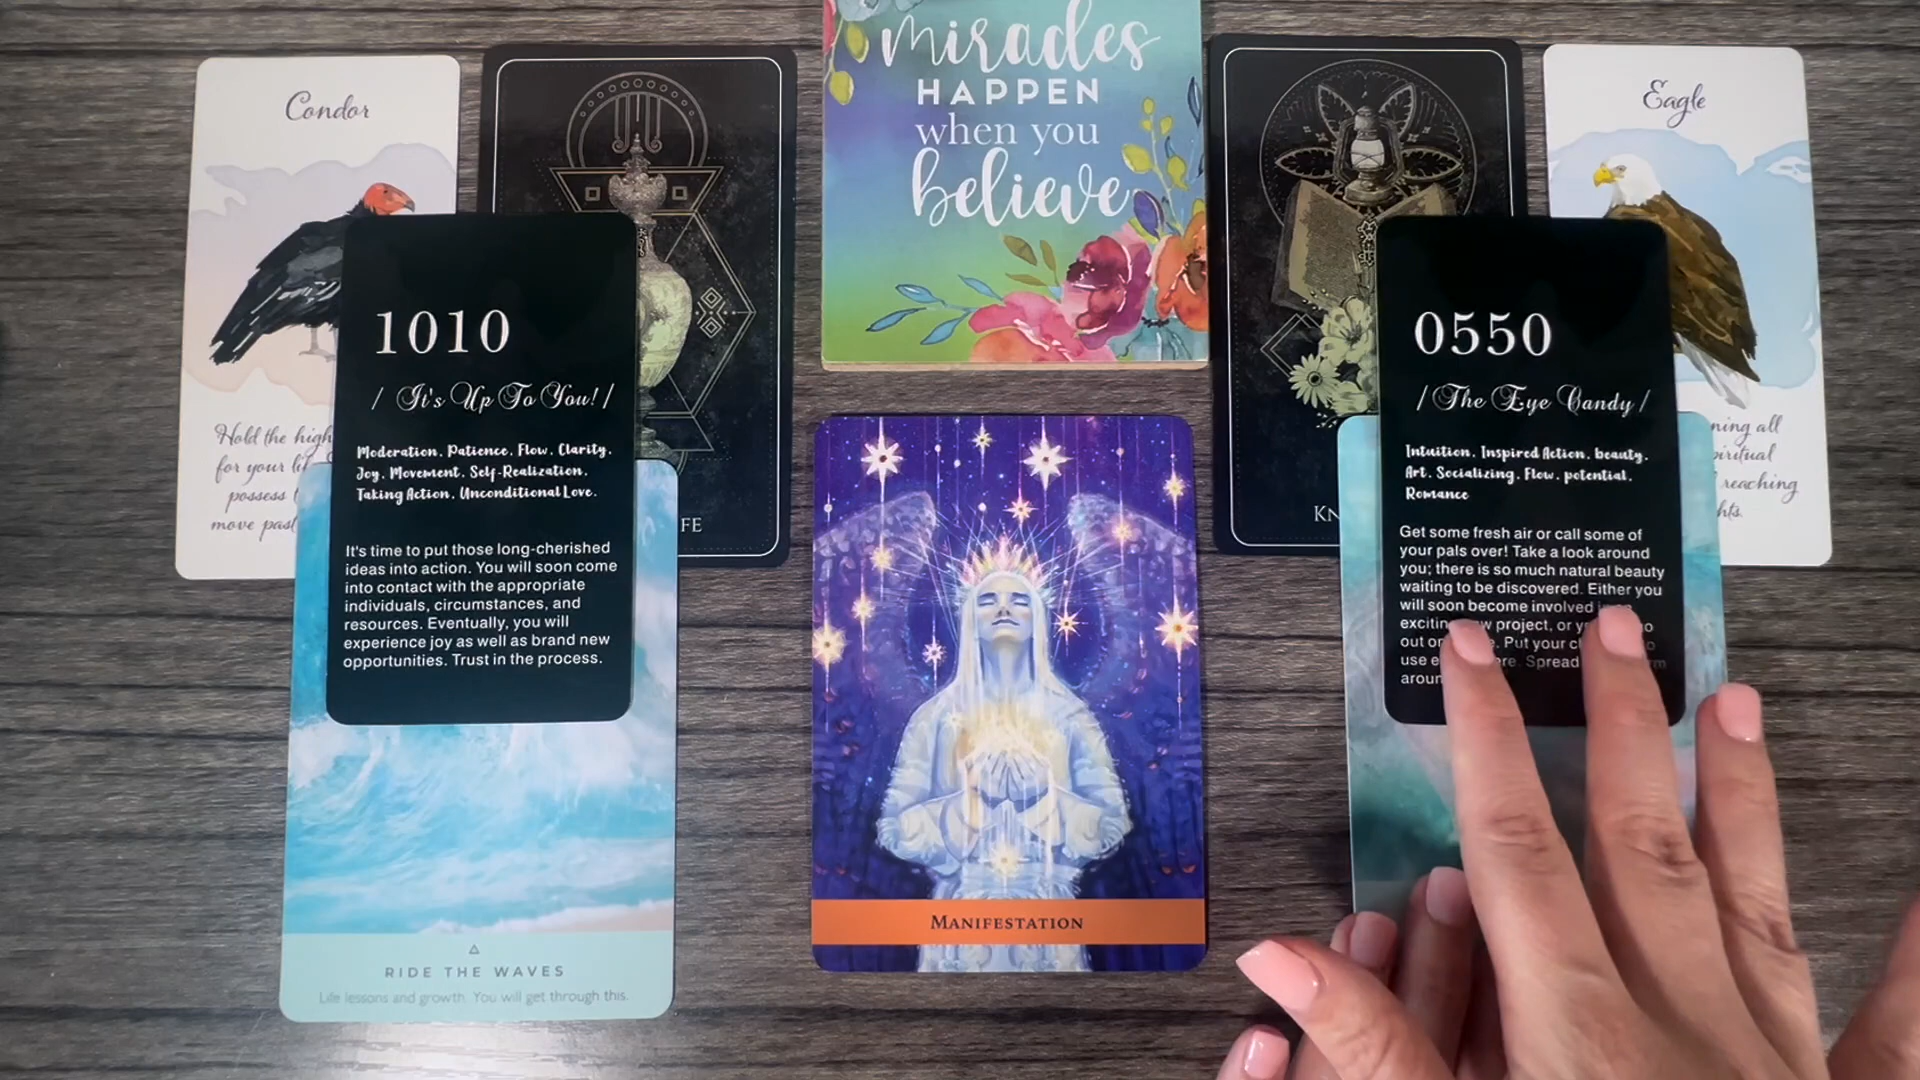 Condor
Hold the high
for your li
possess
move past
1010
/ It's Up To You! /
Moderation, Patience, Flow, Clarity,
Joy, Movement, Self-Realization,
Taking Action, Unconditional Love.
It's time to put those long-cherished
ideas into action. You will soon come
into contact with the appropriate
individuals, circumstances, and
resources. Eventually, you will
experience joy as well as brand new
opportunities. Trust in the process.
FE
RIDE THE WAVES
Life lessons and growth. You will get through this.
miracles
HAPPEN
when you
believe
MANIFESTATION
KN
0550
/ The Eye Candy /
Intuition, Inspired Action, beauty,
Art, Socializing, Flow, potential,
Romance
Get some fresh air or call some of
your pals over! Take a look around
you; there is so much natural beauty
waiting to be discovered. Either you
will soon become involved
exciting project, or
out Put your
use Spread
aroun
Eagle
ning all
piritual
reaching
hts.